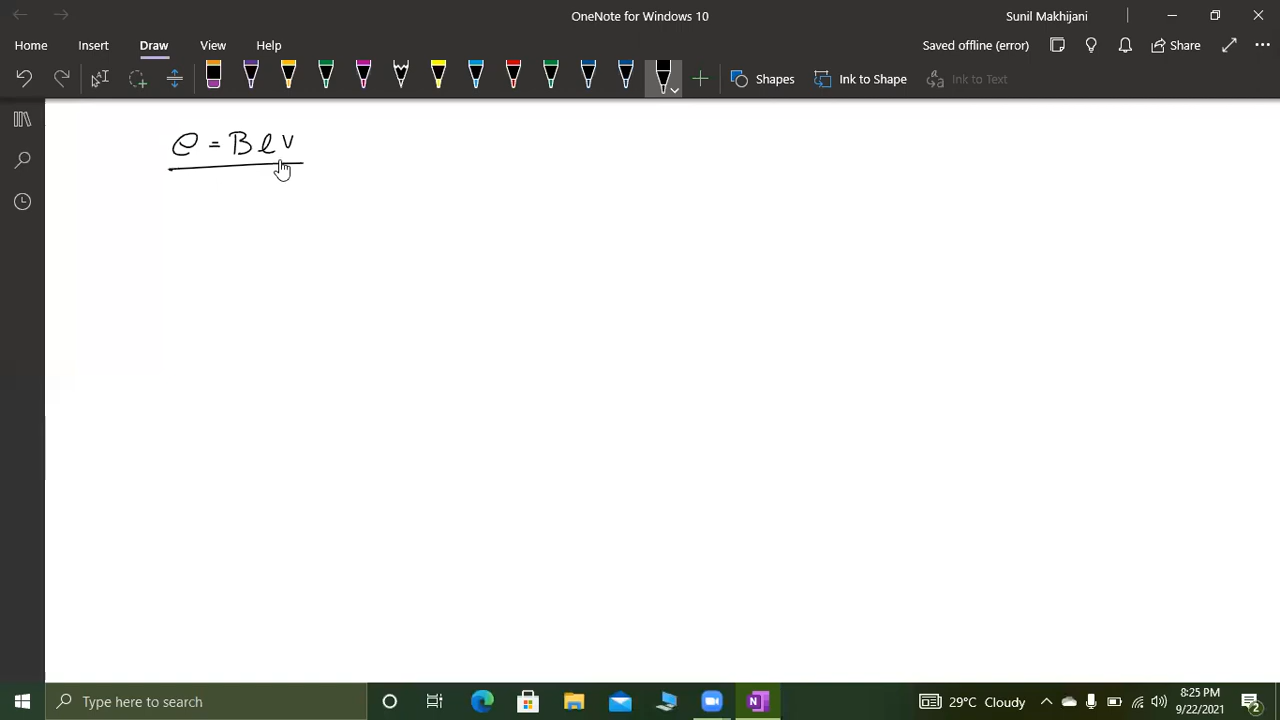 OneNote for Windows 10
Sunil Makhijani
Home Insert Draw View Help
Saved offline (error)
Share
Shapes
Ink to Shape
Ink to Text
e = B l v
Type here to search
N
29°C Cloudy
8:25 PM
9/22/2021
2